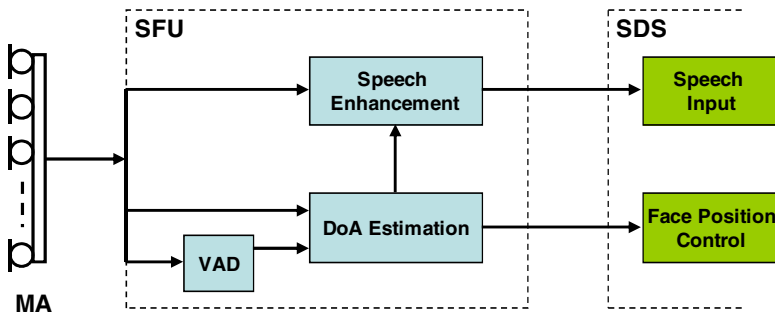 SFU
SDS
Speech
Enhancement
Speech
Input
DoA Estimation
Face Position
Control
VAD
MA